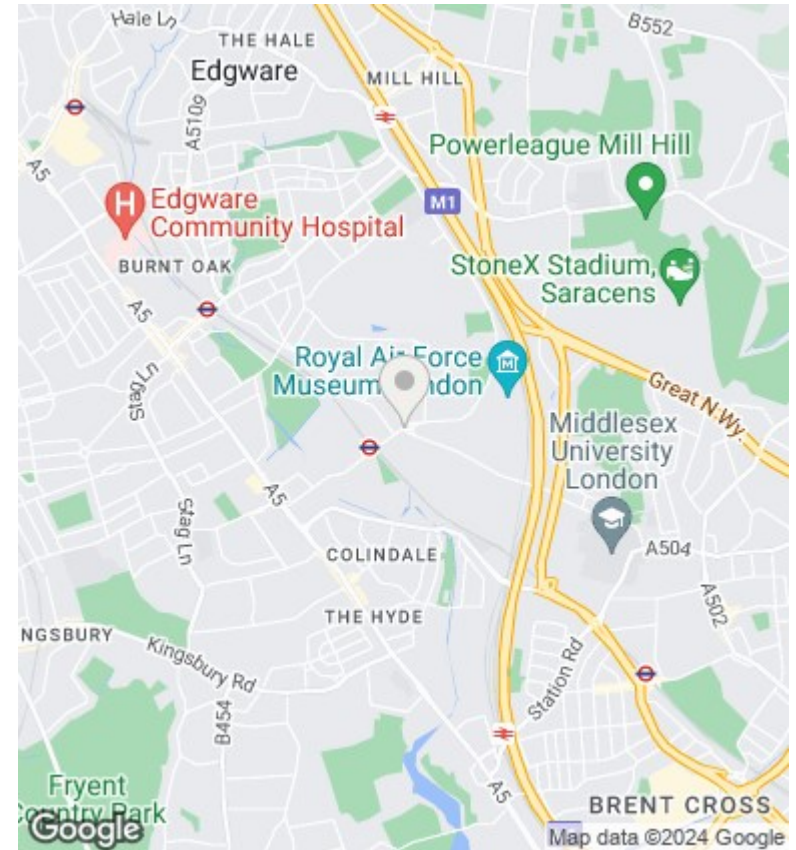 Hale Ln
B552
THE HALE
Edgware
MILL HILL
A5109
A5
Powerleague Mill Hill
H Edgware
Community Hospital
M1
BURNT OAK
StoneX Stadium,
Saracens
A5
Stag Ln
Royal Air Force
Museum London
M
Great N. Wy.
Middlesex
University
London
A5
Stag Ln
COLINDALE
A504
THE HYDE
A502
NGSBURY
Kingsbury Rd
Station Rd
B454
Fryent
Country Park
A5
BRENT CROSS
Google
Map data ©2024 Google